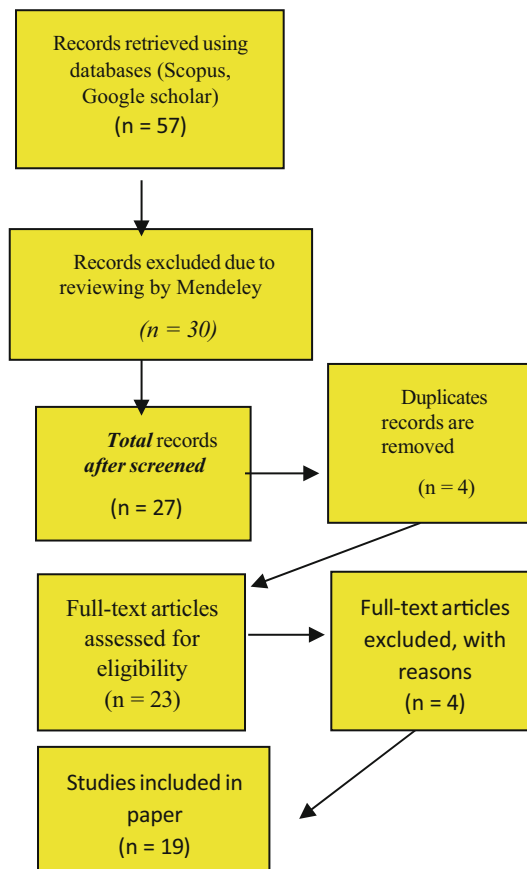 Records retrieved using
databases (Scopus,
Google scholar)
(n = 57)
Records excluded due to
reviewing by Mendeley
(n = 30)
Total records
after screened
(n = 27)
Duplicates
records are
removed
(n = 4)
Full-text articles
assessed for
eligibility
(n = 23)
Full-text articles
excluded, with
reasons
(n = 4)
Studies included in
paper
(n = 19)